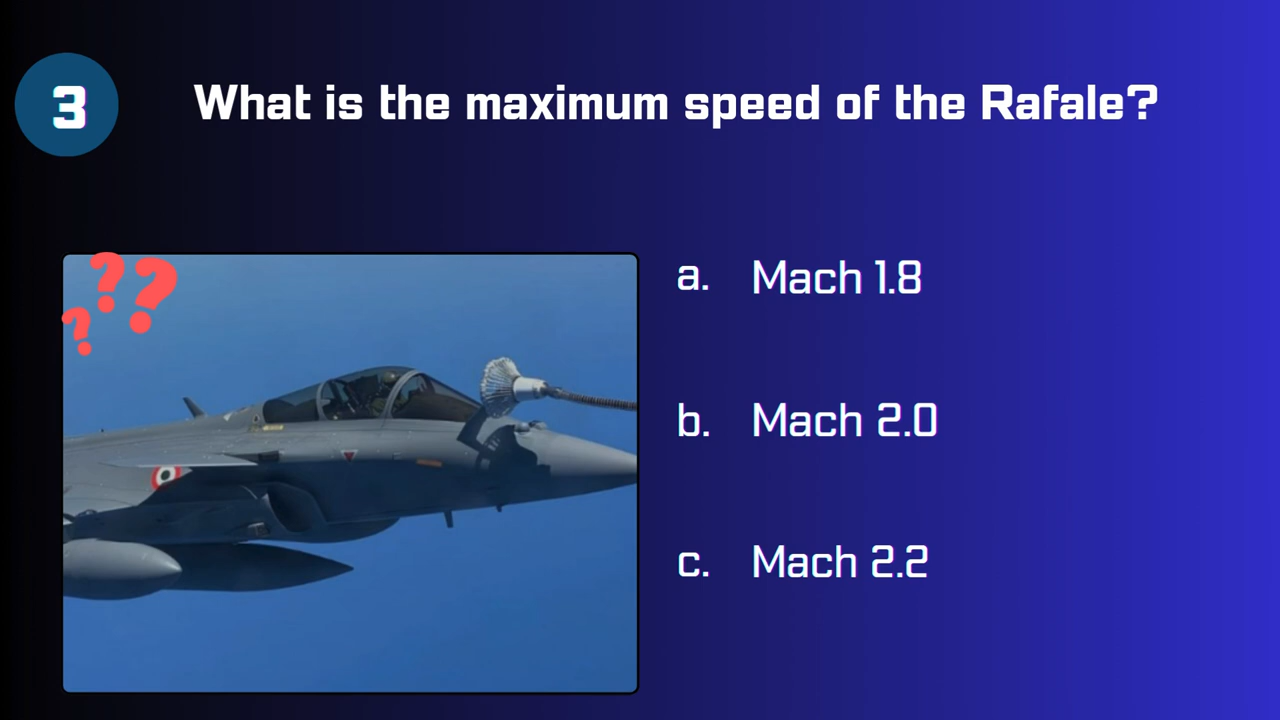 3
What is the maximum speed of the Rafale?
???
a. Mach 1.8
b. Mach 2.0
c. Mach 2.2